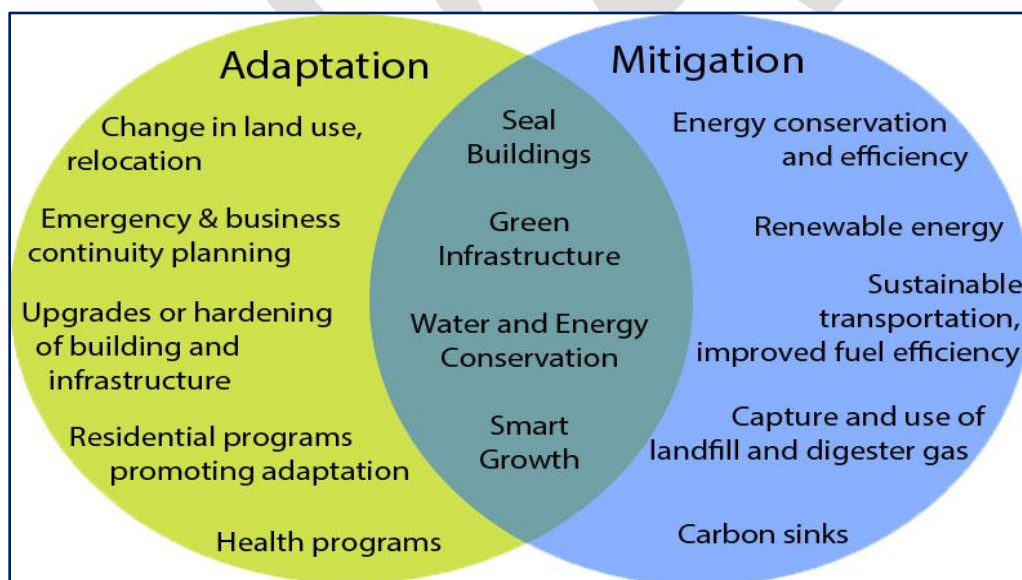 Adaptation
Change in land use,
relocation
Emergency & business
continuity planning
Upgrades or hardening
of building and
infrastructure
Residential programs
promoting adaptation
Health programs
Seal
Buildings
Green
Infrastructure
Water and Energy
Conservation
Smart
Growth
Mitigation
Energy conservation
and efficiency
Renewable energy
Sustainable
transportation,
improved fuel efficiency
Capture and use of
landfill and digester gas
Carbon sinks